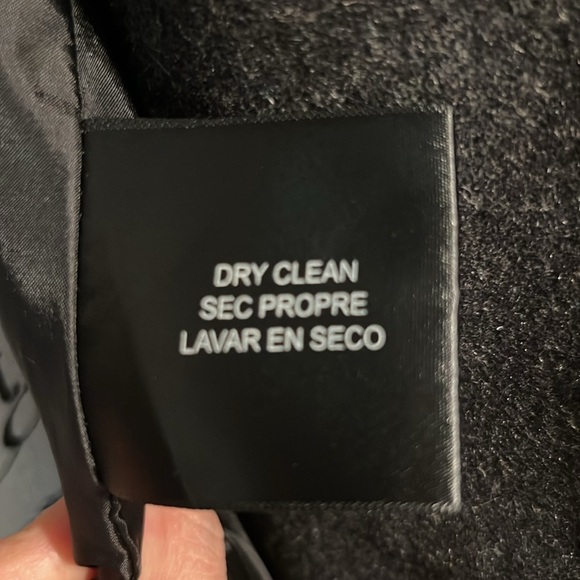 DRY CLEAN
SEC PROPRE
LAVAR EN SECO